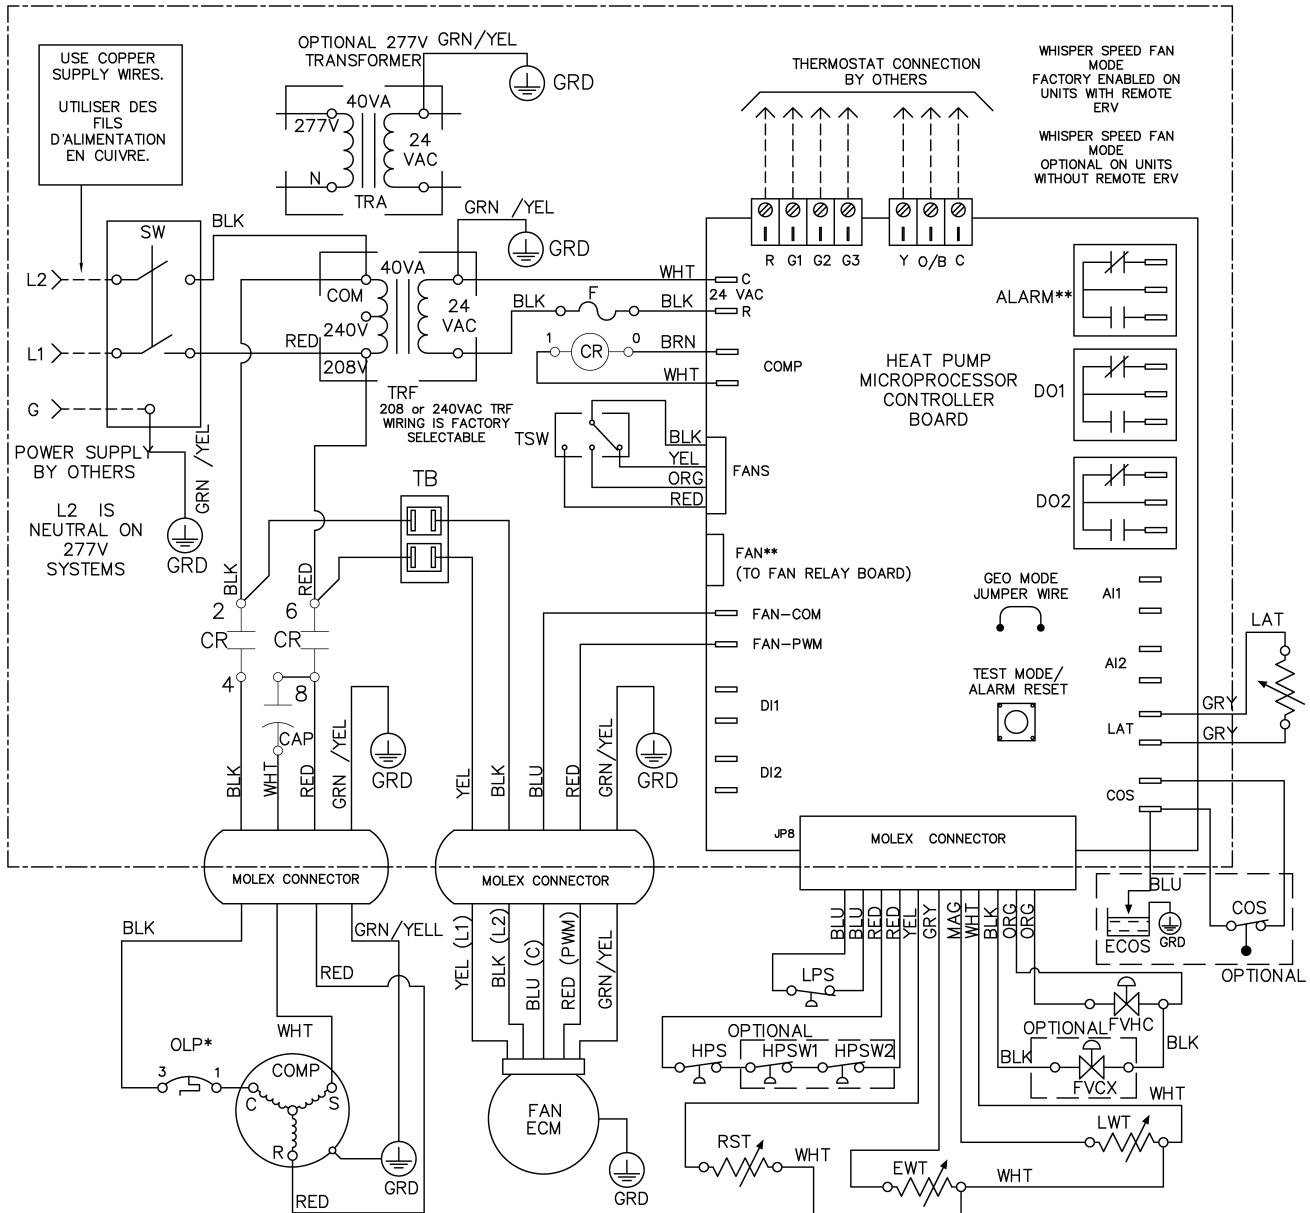 USE COPPER
SUPPLY WIRES.
UTILISER DES
FILS
D'ALIMENTATION
EN CUIVRE.
OPTIONAL 277V
TRANSFORMER
GRN/YEL
GRD
40VA
277V
24
VAC
N
TRA
THERMOSTAT CONNECTION
BY OTHERS
WHISPER SPEED FAN
MODE
FACTORY ENABLED ON
UNITS WITH REMOTE
ERV
WHISPER SPEED FAN
MODE
OPTIONAL ON UNITS
WITHOUT REMOTE ERV
SW
BLK
L2
L1
G
RED
GRN /YEL
GRD
40VA
COM
240V
208V
24
VAC
TRF
208 or 240VAC TRF
WIRING IS FACTORY
SELECTABLE
POWER SUPPLY
BY OTHERS
L2 IS
NEUTRAL ON
277V
SYSTEMS
GRN /YEL
GRD
WHT
BLK
F
BLK
1
CR
0
BRN
WHT
C
24 VAC
R
COMP
R G1 G2 G3
Y O/B C
ALARM**
DO1
DO2
HEAT PUMP
MICROPROCESSOR
CONTROLLER
BOARD
TSW
BLK
YEL
ORG
RED
FANS
FAN**
(TO FAN RELAY BOARD)
FAN-COM
FAN-PWM
DI1
DI2
GEO MODE
JUMPER WIRE
TEST MODE/
ALARM RESET
AI1
AI2
LAT
COS
LAT
GRY
GRY
TB
BLK
RED
2
6
CR
CR
4
8
CAP
BLK
WHT
RED
GRN /YEL
GRD
YEL
BLK
BLU
RED
GRN/YEL
GRD
MOLEX CONNECTOR
MOLEX CONNECTOR
JP8
MOLEX CONNECTOR
BLU
BLU
RED
RED
YEL
GRY
MAG
WHT
BLK
ORG
ORG
BLU
ECOS
GRD
COS
OPTIONAL
BLK
GRN/YELL
RED
WHT
YEL (L1)
BLK (L2)
BLU (C)
RED (PWM)
GRN/YEL
OLP*
3
1
COMP
C
S
R
GRD
RED
FAN
ECM
GRD
LPS
OPTIONAL
HPS
HPSW1
HPSW2
FVHC
OPTIONAL
BLK
FVCX
BLK
WHT
LWT
RST
WHT
EWT
WHT